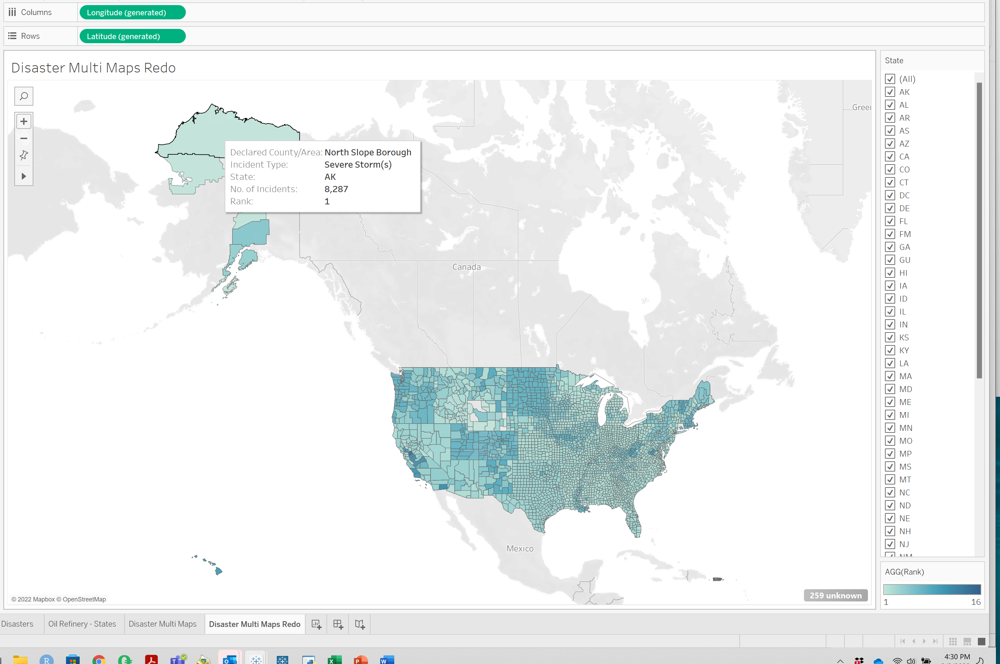 Columns
Longitude (generated)
Rows
Latitude (generated)
Disaster Multi Maps Redo
Declared County/Area: North Slope Borough
Incident Type: Severe Storm(s)
State: AK
No. of Incidents: 8,287
Rank: 1
Canada
Mexico
© 2022 Mapbox © OpenStreetMap
259 unknown
State
(All)
AK
AL
AR
AS
AZ
CA
CO
CT
DC
DE
FL
FM
GA
GU
HI
IA
ID
IL
IN
KS
KY
LA
MA
MD
ME
MI
MN
MO
MP
MS
MT
NC
ND
NE
NH
NJ
NM
AGG(Rank)
1 16
Disasters
Oil Refinery - States
Disaster Multi Maps
Disaster Multi Maps Redo
4:30 PM